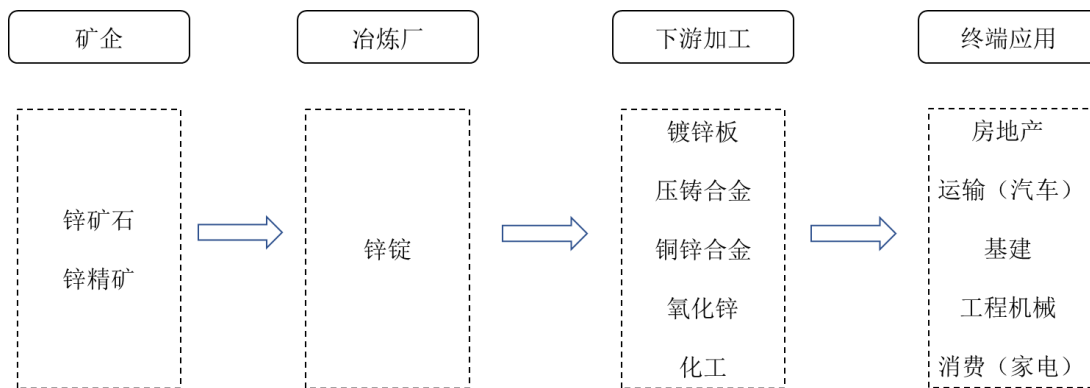 矿企
冶炼厂
下游加工
终端应用
锌矿石
锌精矿
锌锭
镀锌板
压铸合金
铜锌合金
氧化锌
化工
房地产
运输（汽车）
基建
工程机械
消费（家电）